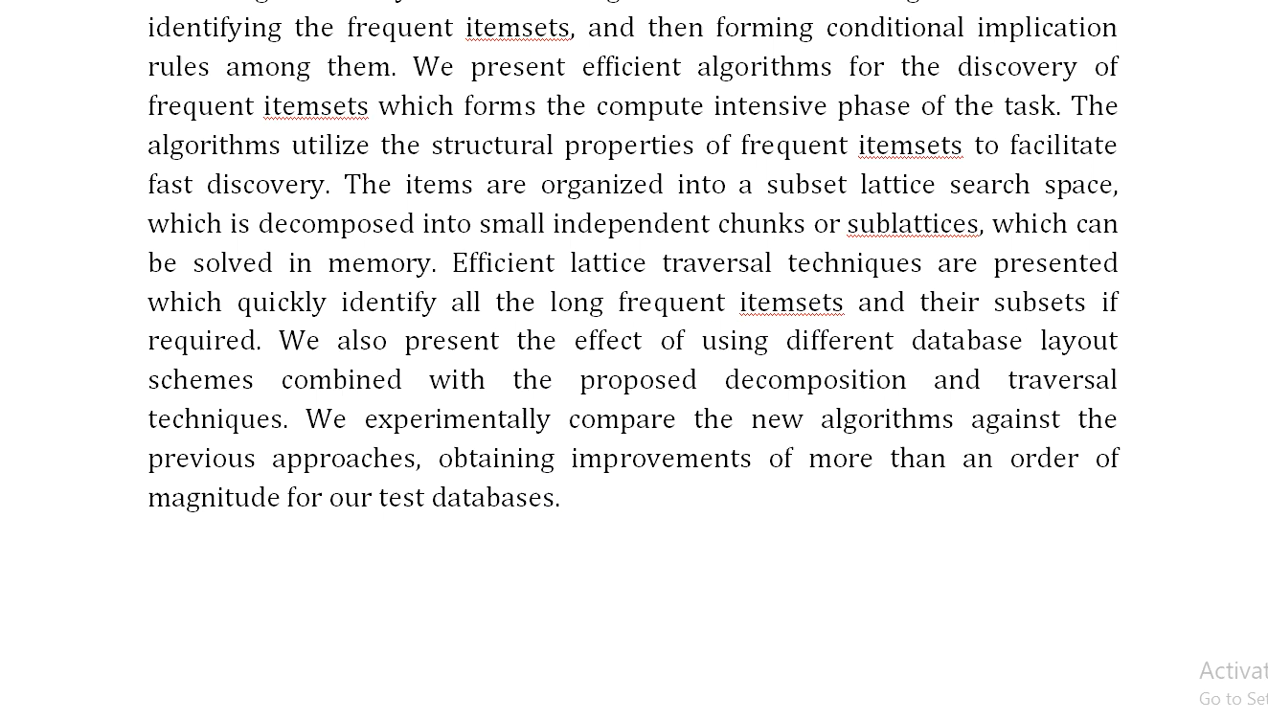 identifying the frequent itemsets, and then forming conditional implication
rules among them. We present efficient algorithms for the discovery of
frequent itemsets which forms the compute intensive phase of the task. The
algorithms utilize the structural properties of frequent itemsets to facilitate
fast discovery. The items are organized into a subset lattice search space,
which is decomposed into small independent chunks or sublattices, which can
be solved in memory. Efficient lattice traversal techniques are presented
which quickly identify all the long frequent itemsets and their subsets if
required. We also present the effect of using different database layout
schemes combined with the proposed decomposition and traversal
techniques. We experimentally compare the new algorithms against the
previous approaches, obtaining improvements of more than an order of
magnitude for our test databases.
Activat
Go to Set